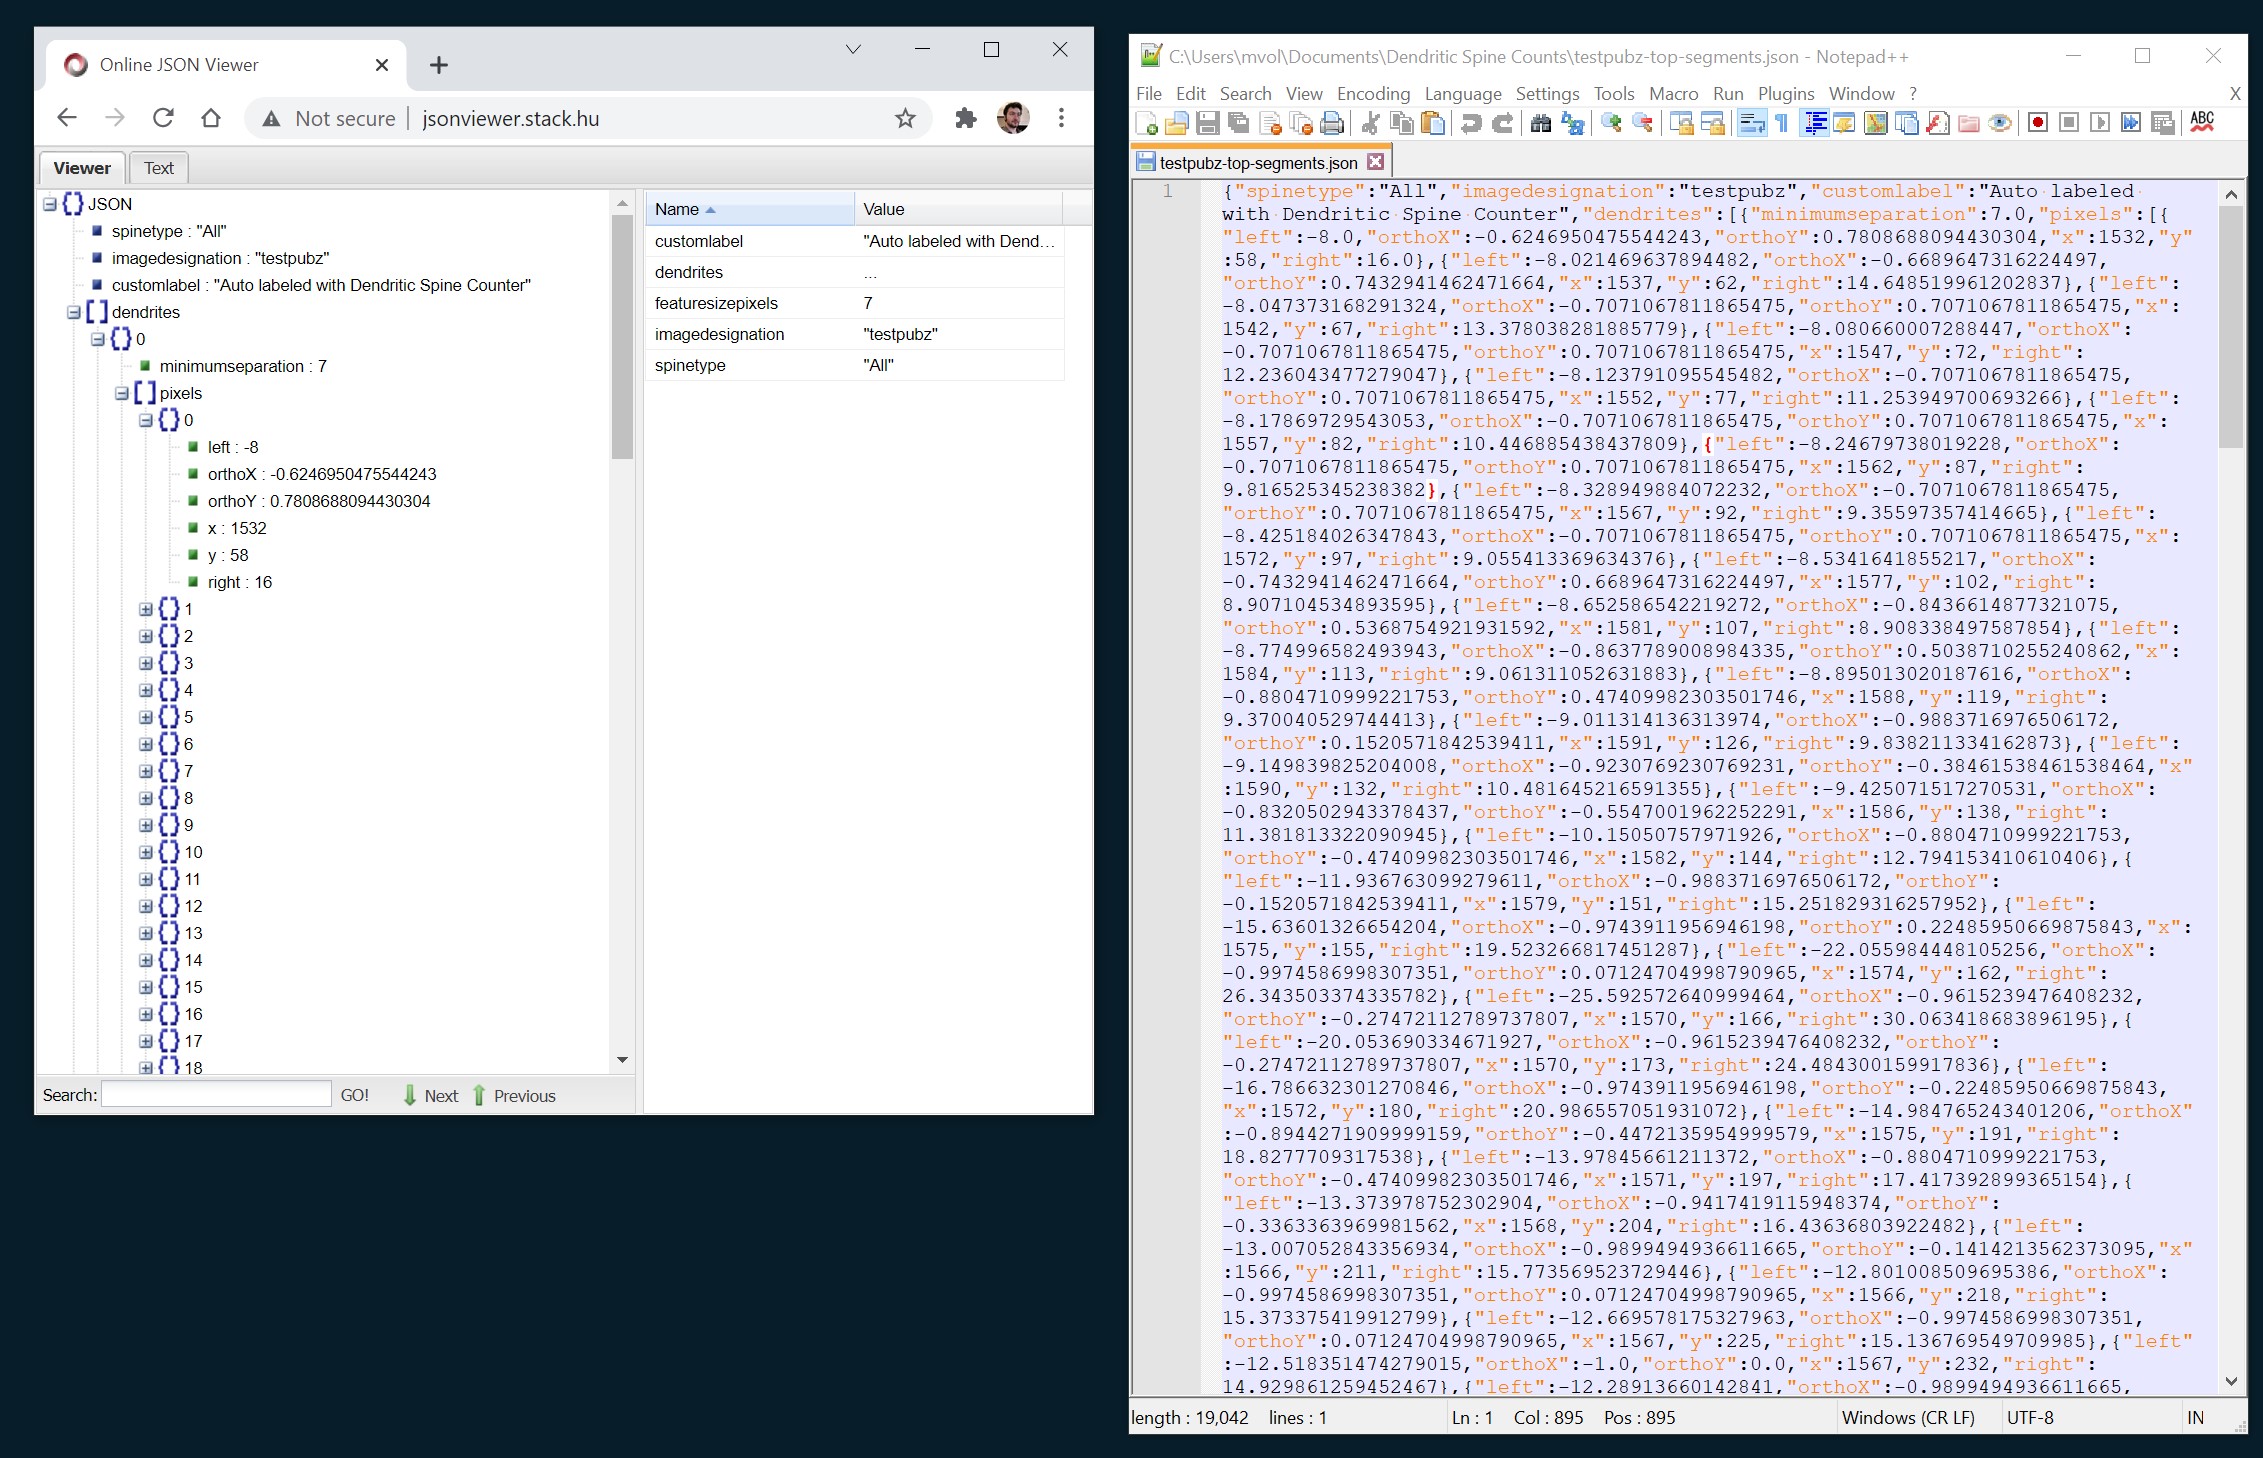 Online JSON Viewer
Not secure | jsonviewer.stack.hu
Viewer Text
JSON
spinetype : "All"
imagedesignation : "testpubz"
customlabel : "Auto labeled with Dendritic Spine Counter"
dendrites
0
minimumseparation : 7
pixels
0
left : -8
orthoX : -0.6246950475544243
orthoY : 0.7808688094430304
x : 1532
y : 58
right : 16
1
2
3
4
5
6
7
8
9
10
11
12
13
14
15
16
17
18
Search: GO! Next Previous
Name Value
customlabel "Auto labeled with Dend...
dendrites ...
featuresizepixels 7
imagedesignation "testpubz"
spinetype "All"
C:\Users\mvol\Documents\Dendritic Spine Counts\testpubz-top-segments.json - Notepad++
File Edit Search View Encoding Language Settings Tools Macro Run Plugins Window ? X
ABC
testpubz-top-segments.json
1
{"spinetype":"All","imagedesignation":"testpubz","customlabel":"Auto labeled
with Dendritic Spine Counter","dendrites":[{"minimumseparation":7.0,"pixels":[{
"left":-8.0,"orthoX":-0.6246950475544243,"orthoY":0.7808688094430304,"x":1532,"y"
:58,"right":16.0},{"left":-8.021469637894482,"orthoX":-0.6689647316224497,
"orthoY":0.7432941462471664,"x":1537,"y":62,"right":14.648519961202837},{"left":
-8.047373168291324,"orthoX":-0.7071067811865475,"orthoY":0.7071067811865475,"x":
1542,"y":67,"right":13.378038281885779},{"left":-8.080660007288447,"orthoX":
-0.7071067811865475,"orthoY":0.7071067811865475,"x":1547,"y":72,"right":
12.236043477279047},{"left":-8.123791095545482,"orthoX":-0.7071067811865475,
"orthoY":0.7071067811865475,"x":1552,"y":77,"right":11.253949700693266},{"left":
-8.17869729543053,"orthoX":-0.7071067811865475,"orthoY":0.7071067811865475,"x":
1557,"y":82,"right":10.446885438437809},{"left":-8.24679738019228,"orthoX":
-0.7071067811865475,"orthoY":0.7071067811865475,"x":1562,"y":87,"right":
9.816525345238382},{"left":-8.328949884072232,"orthoX":-0.7071067811865475,
"orthoY":0.7071067811865475,"x":1567,"y":92,"right":9.35597357414665},{"left":
-8.425184026347843,"orthoX":-0.7071067811865475,"orthoY":0.7071067811865475,"x":
1572,"y":97,"right":9.055413369634376},{"left":-8.5341641855217,"orthoX":
-0.7432941462471664,"orthoY":0.6689647316224497,"x":1577,"y":102,"right":
8.907104534893595},{"left":-8.652586542219272,"orthoX":-0.8436614877321075,
"orthoY":0.5368754921931592,"x":1581,"y":107,"right":8.908338497587854},{"left":
-8.774996582493943,"orthoX":-0.8637789008984335,"orthoY":0.5038710255240862,"x":
1584,"y":113,"right":9.061311052631883},{"left":-8.895013020187616,"orthoX":
-0.8804710999221753,"orthoY":0.47409982303501746,"x":1588,"y":119,"right":
9.370040529744413},{"left":-9.011314136313974,"orthoX":-0.9883716976506172,
"orthoY":0.1520571842539411,"x":1591,"y":126,"right":9.838211334162873},{"left":
-9.149839825204008,"orthoX":-0.9230769230769231,"orthoY":-0.38461538461538464,"x"
:1590,"y":132,"right":10.481645216591355},{"left":-9.425071517270531,"orthoX":
-0.8320502943378437,"orthoY":-0.5547001962252291,"x":1586,"y":138,"right":
11.381813322090945},{"left":-10.15050757971926,"orthoX":-0.8804710999221753,
"orthoY":-0.47409982303501746,"x":1582,"y":144,"right":12.794153410610406},{
"left":-11.936763099279611,"orthoX":-0.9883716976506172,"orthoY":
-0.1520571842539411,"x":1579,"y":151,"right":15.251829316257952},{"left":
-15.63601326654204,"orthoX":-0.9743911956946198,"orthoY":0.22485950669875843,"x":
1575,"y":155,"right":19.523266817451287},{"left":-22.055984448105256,"orthoX":
-0.9974586998307351,"orthoY":0.07124704998790965,"x":1574,"y":162,"right":
26.343503374335782},{"left":-25.592572640999464,"orthoX":-0.9615239476408232,
"orthoY":-0.27472112789737807,"x":1570,"y":166,"right":30.063418683896195},{
"left":-20.053690334671927,"orthoX":-0.9615239476408232,"orthoY":
-0.27472112789737807,"x":1570,"y":173,"right":24.484300159917836},{"left":
-16.786632301270846,"orthoX":-0.9743911956946198,"orthoY":-0.22485950669875843,
"x":1572,"y":180,"right":20.986557051931072},{"left":-14.984765243401206,"orthoX"
:-0.8944271909999159,"orthoY":-0.4472135954999579,"x":1575,"y":191,"right":
18.8277709317538},{"left":-13.97845661211372,"orthoX":-0.8804710999221753,
"orthoY":-0.47409982303501746,"x":1571,"y":197,"right":17.417392899365154},{
"left":-13.373978752302904,"orthoX":-0.9417419115948374,"orthoY":
-0.3363363969981562,"x":1568,"y":204,"right":16.43636803922482},{"left":
-13.007052843356934,"orthoX":-0.9899494936611665,"orthoY":-0.1414213562373095,"x"
:1566,"y":211,"right":15.773569523729446},{"left":-12.801008509695386,"orthoX":
-0.9974586998307351,"orthoY":0.07124704998790965,"x":1566,"y":218,"right":
15.373375419912799},{"left":-12.669578175327963,"orthoX":-0.9974586998307351,
"orthoY":0.07124704998790965,"x":1567,"y":225,"right":15.136769549709985},{"left"
:-12.518351474279015,"orthoX":-1.0,"orthoY":0.0,"x":1567,"y":232,"right":
14.929861259452467},{"left":-12.28913660142841,"orthoX":-0.9899494936611665,
length : 19,042 lines : 1 Ln : 1 Col : 895 Pos : 895 Windows (CR LF) UTF-8 IN